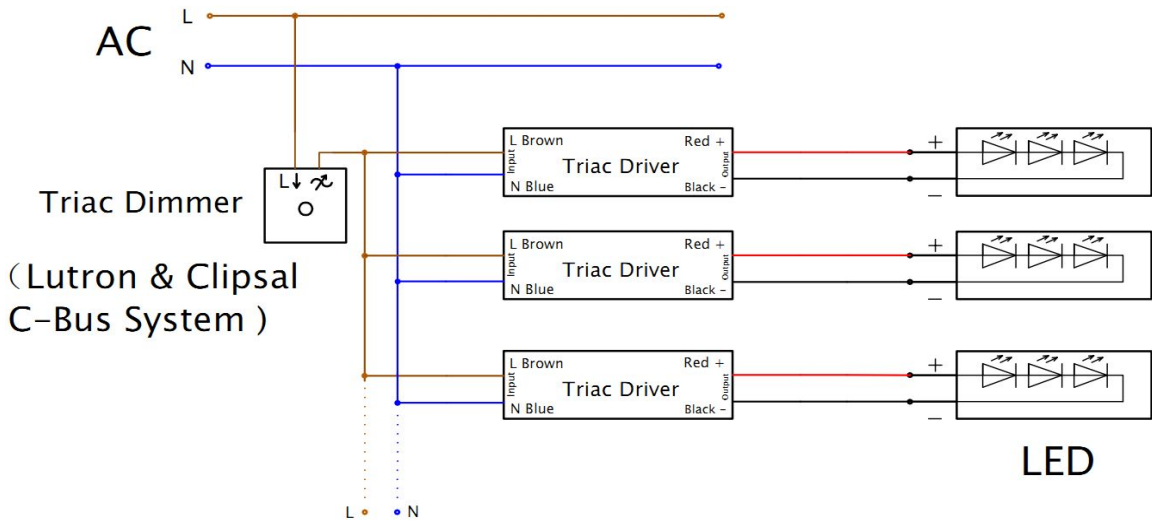 L
AC
N
L Brown
Red +
Input
Triac Driver
Output
N Blue
Black -
+
−
L
Triac Dimmer
(Lutron & Clipsal
C-Bus System )
L Brown
Red +
Input
Triac Driver
Output
N Blue
Black -
+
−
L Brown
Red +
Input
Triac Driver
Output
N Blue
Black -
+
−
LED
L
N